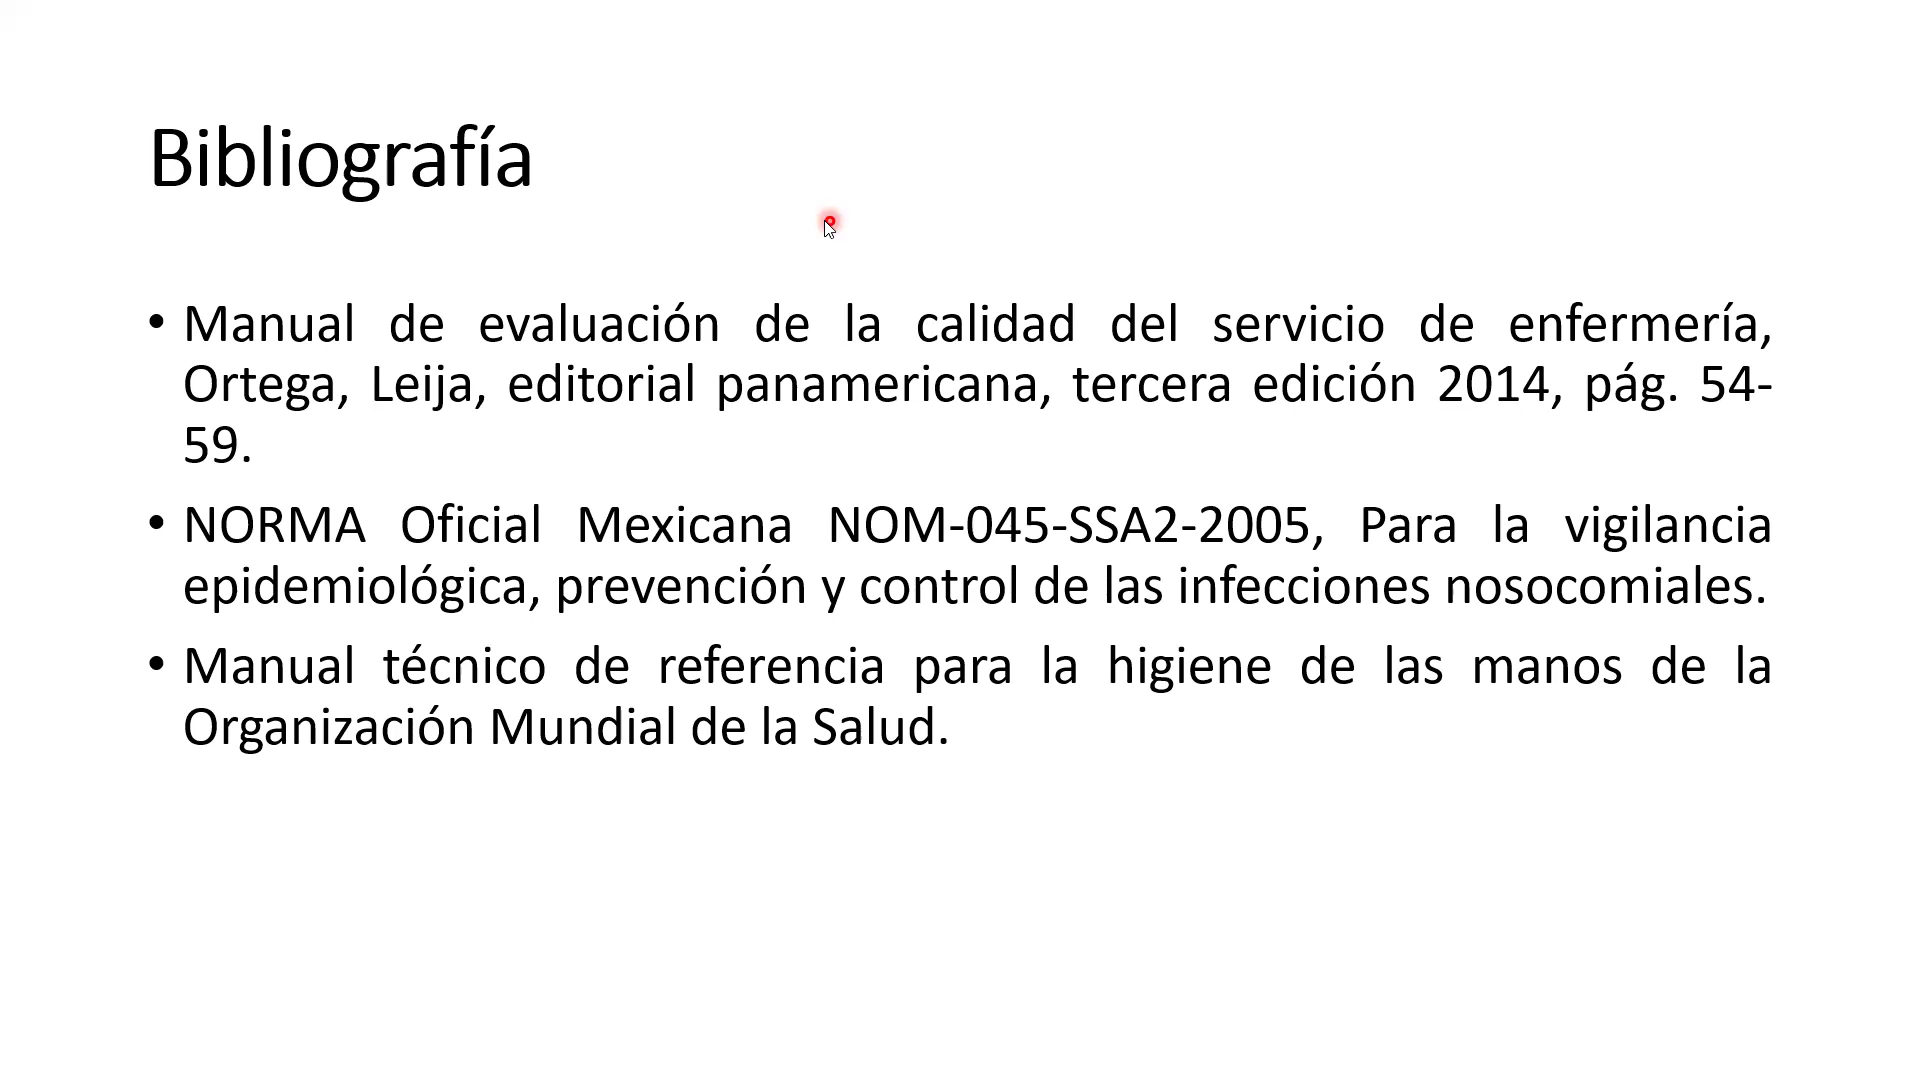 Bibliografía
• Manual de evaluación de la calidad del servicio de enfermería,
Ortega, Leija, editorial panamericana, tercera edición 2014, pág. 54-
59.
• NORMA Oficial Mexicana NOM-045-SSA2-2005, Para la vigilancia
epidemiológica, prevención y control de las infecciones nosocomiales.
• Manual técnico de referencia para la higiene de las manos de la
Organización Mundial de la Salud.